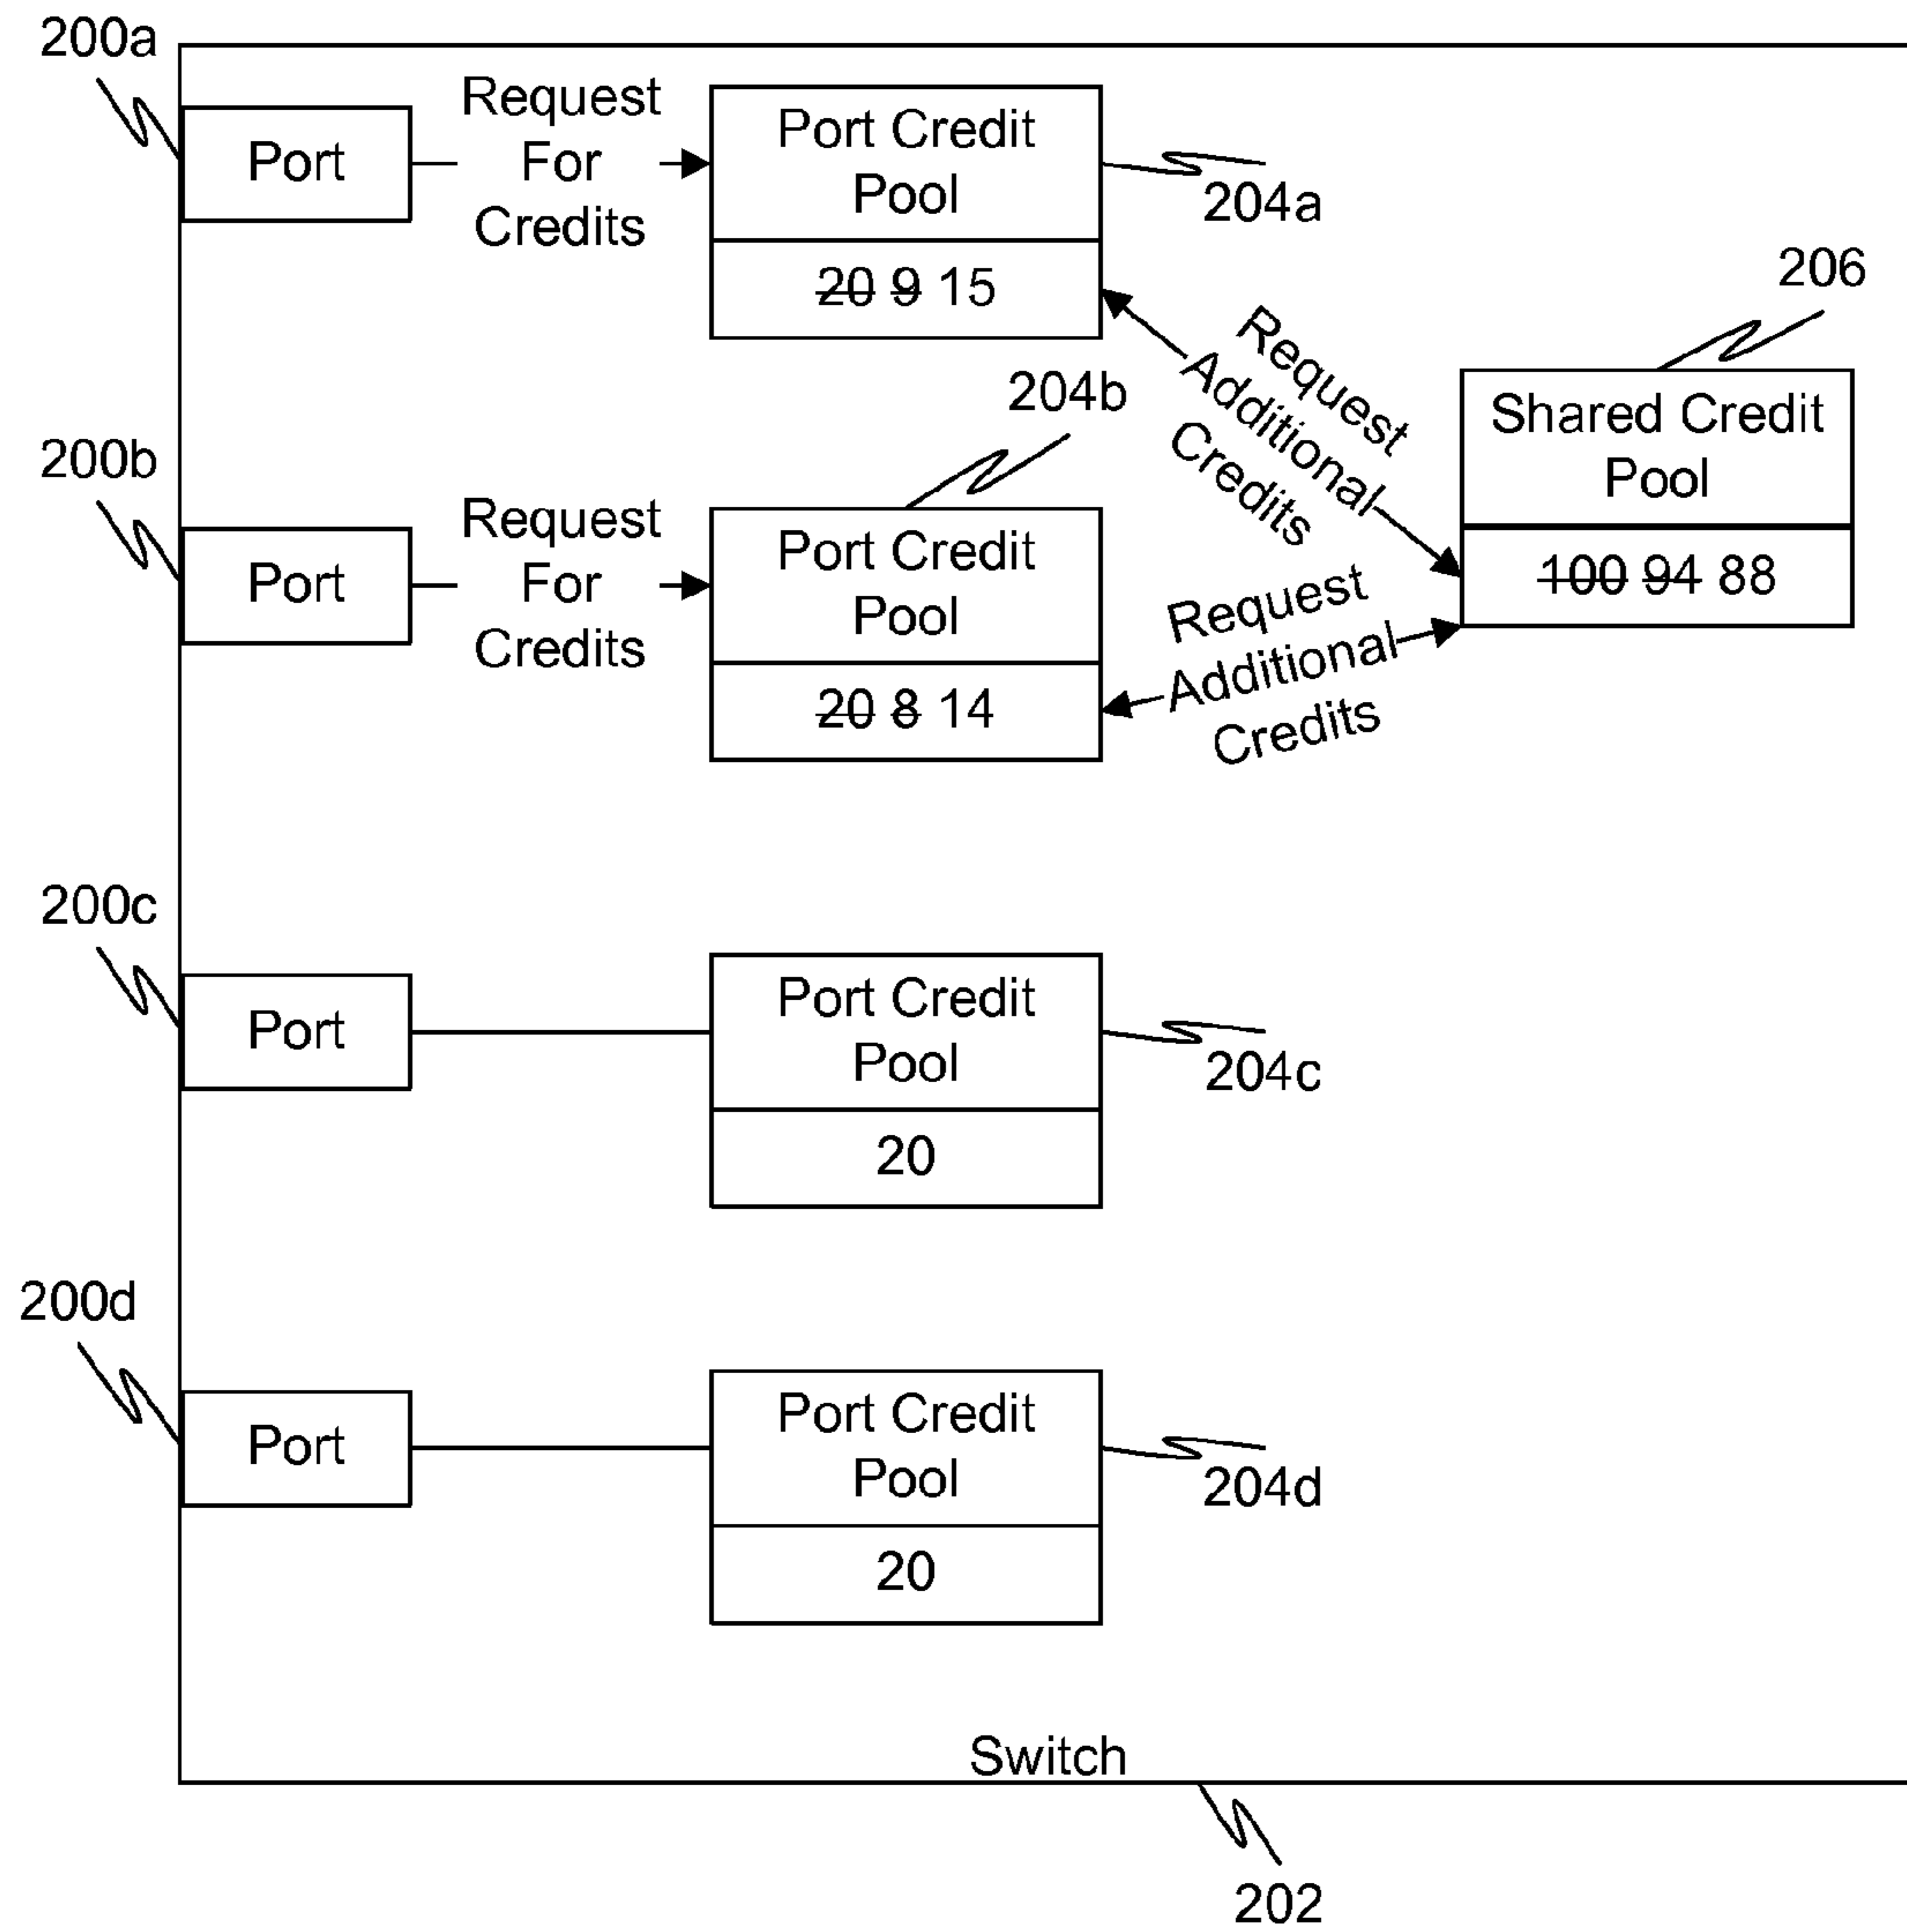 200a
Port
Request
For
Credits
Port Credit
Pool
20 9 15
204a
206
Request
Additional
Credits
Shared Credit
Pool
100 94 88
200b
Port
Request
For
Credits
204b
Port Credit
Pool
20 8 14
Request
Additional
Credits
200c
Port
Port Credit
Pool
20
204c
200d
Port
Port Credit
Pool
20
204d
Switch
202